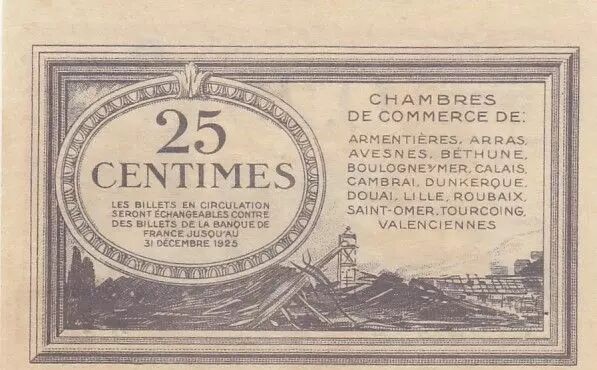 25
CENTIMES
LES BILLETS EN CIRCULATION
SERONT ÉCHANGEABLES CONTRE
DES BILLETS DE LA BANQUE DE
FRANCE JUSQU'AU
31 DÉCEMBRE 1925
CHAMBRES
DE COMMERCE DE:
ARMENTIÈRES, ARRAS,
AVESNES, BÉTHUNE,
BOULOGNE S/MER, CALAIS,
CAMBRAI, DUNKERQUE,
DOUAI, LILLE, ROUBAIX,
SAINT-OMER, TOURCOING,
VALENCIENNES